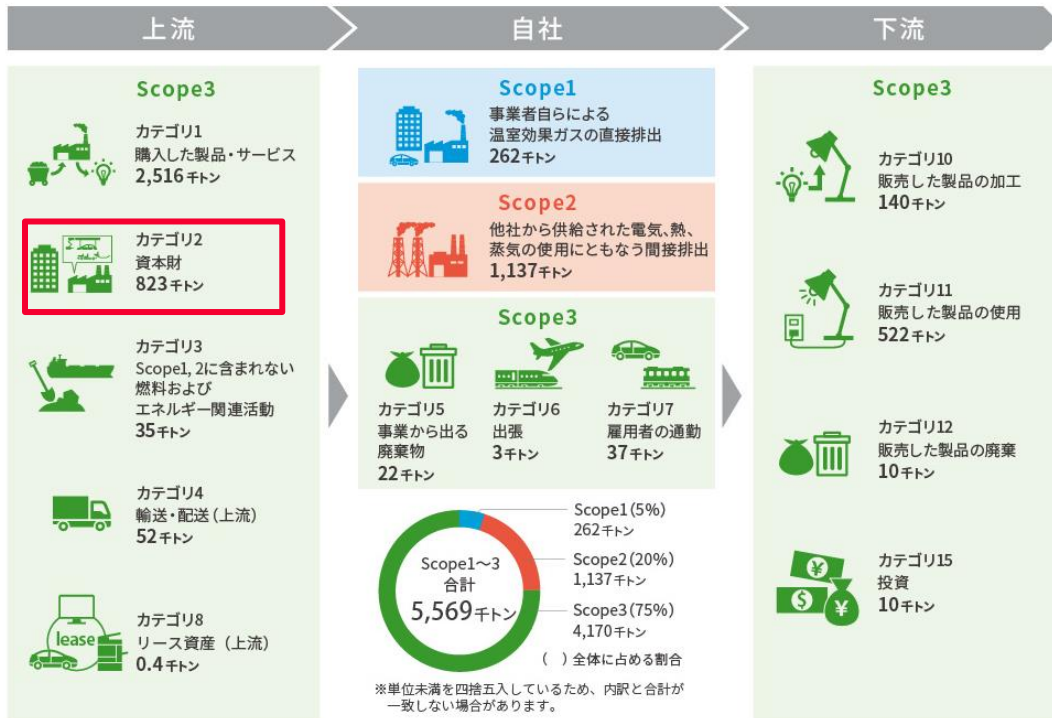 上流
自社
下流
Scope3
カテゴリ1
購入した製品・サービス
2,516千トン
カテゴリ2
資本財
823千トン
カテゴリ3
Scope1, 2に含まれない
燃料および
エネルギー関連活動
35千トン
カテゴリ4
輸送・配送（上流）
52千トン
lease
カテゴリ8
リース資産（上流）
0.4千トン
Scope1
事業者自らによる
温室効果ガスの直接排出
262千トン
Scope2
他社から供給された電気、熱、
蒸気の使用にともなう間接排出
1,137千トン
Scope3
カテゴリ5
事業から出る
廃棄物
22千トン
カテゴリ6
出張
3千トン
カテゴリ7
雇用者の通勤
37千トン
Scope1～3
合計
5,569千トン
Scope1(5%)
262千トン
Scope2(20%)
1,137千トン
Scope3(75%)
4,170千トン
（　）全体に占める割合
※単位未満を四捨五入しているため、内訳と合計が
一致しない場合があります。
Scope3
カテゴリ10
販売した製品の加工
140千トン
カテゴリ11
販売した製品の使用
522千トン
カテゴリ12
販売した製品の廃棄
10千トン
¥
$
¥
カテゴリ15
投資
10千トン